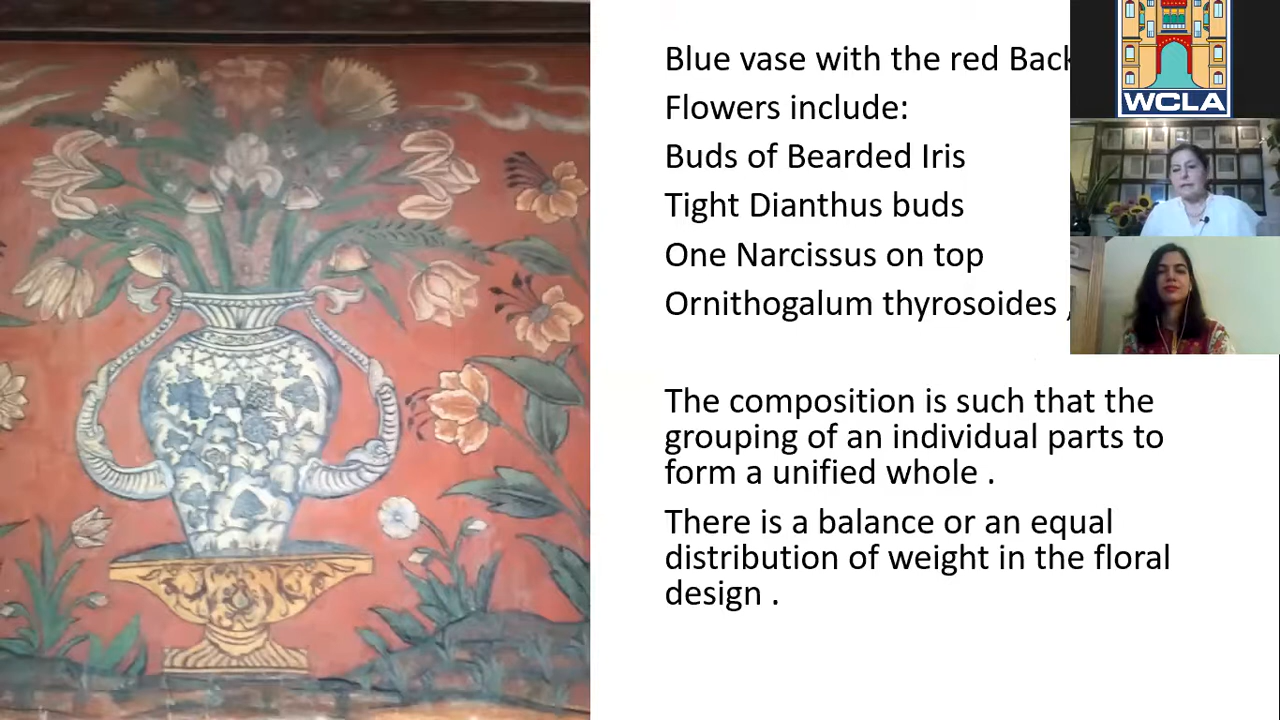 Blue vase with the red Back
Flowers include:
Buds of Bearded Iris
Tight Dianthus buds
One Narcissus on top
Ornithogalum thyrosoides ,
The composition is such that the
grouping of an individual parts to
form a unified whole .
There is a balance or an equal
distribution of weight in the floral
design .
WCLA